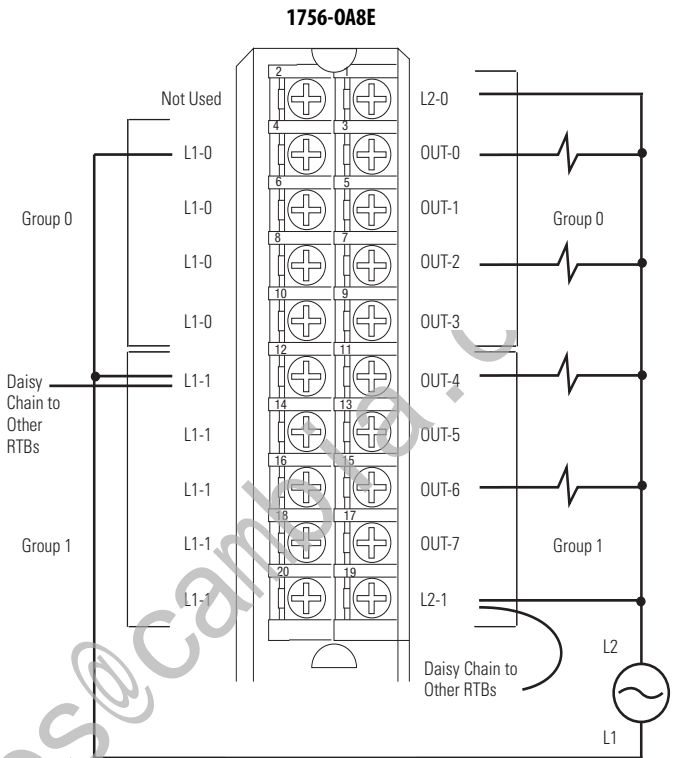 1756-OA8E
2 1
Not Used L2-0
4 3
L1-0 OUT-0
6 5
L1-0 OUT-1
Group 0 Group 0
8 7
L1-0 OUT-2
10 9
L1-0 OUT-3
12 11
Daisy
Chain to
Other
RTBs
L1-1 OUT-4
14 13
L1-1 OUT-5
16 15
L1-1 OUT-6
18 17
Group 1 L1-1 OUT-7 Group 1
20 19
L1-1 L2-1
L2
Daisy Chain to
Other RTBs
L1
s@cambia.c